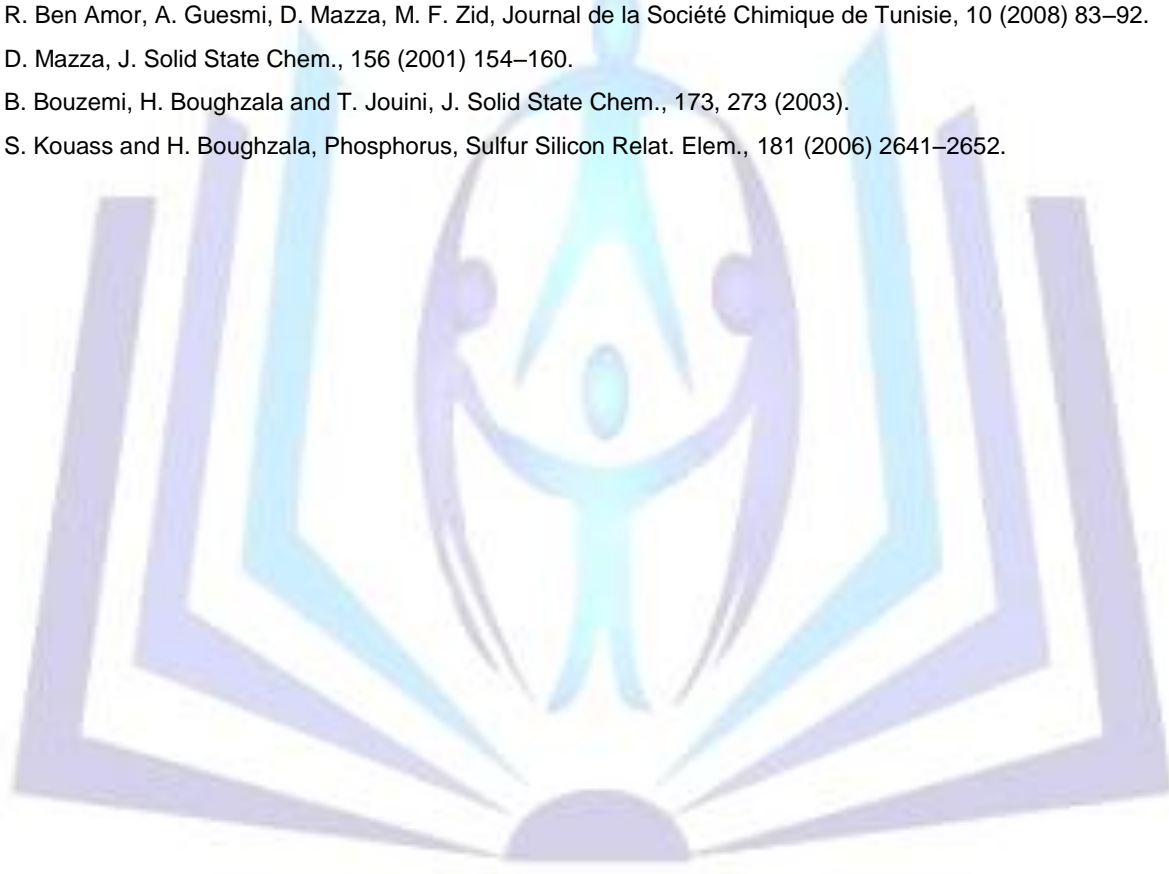 R. Ben Amor, A. Guesmi, D. Mazza, M. F. Zid, Journal de la Société Chimique de Tunisie, 10 (2008) 83–92.
D. Mazza, J. Solid State Chem., 156 (2001) 154–160.
B. Bouzemi, H. Boughzala and T. Jouini, J. Solid State Chem., 173, 273 (2003).
S. Kouass and H. Boughzala, Phosphorus, Sulfur Silicon Relat. Elem., 181 (2006) 2641–2652.